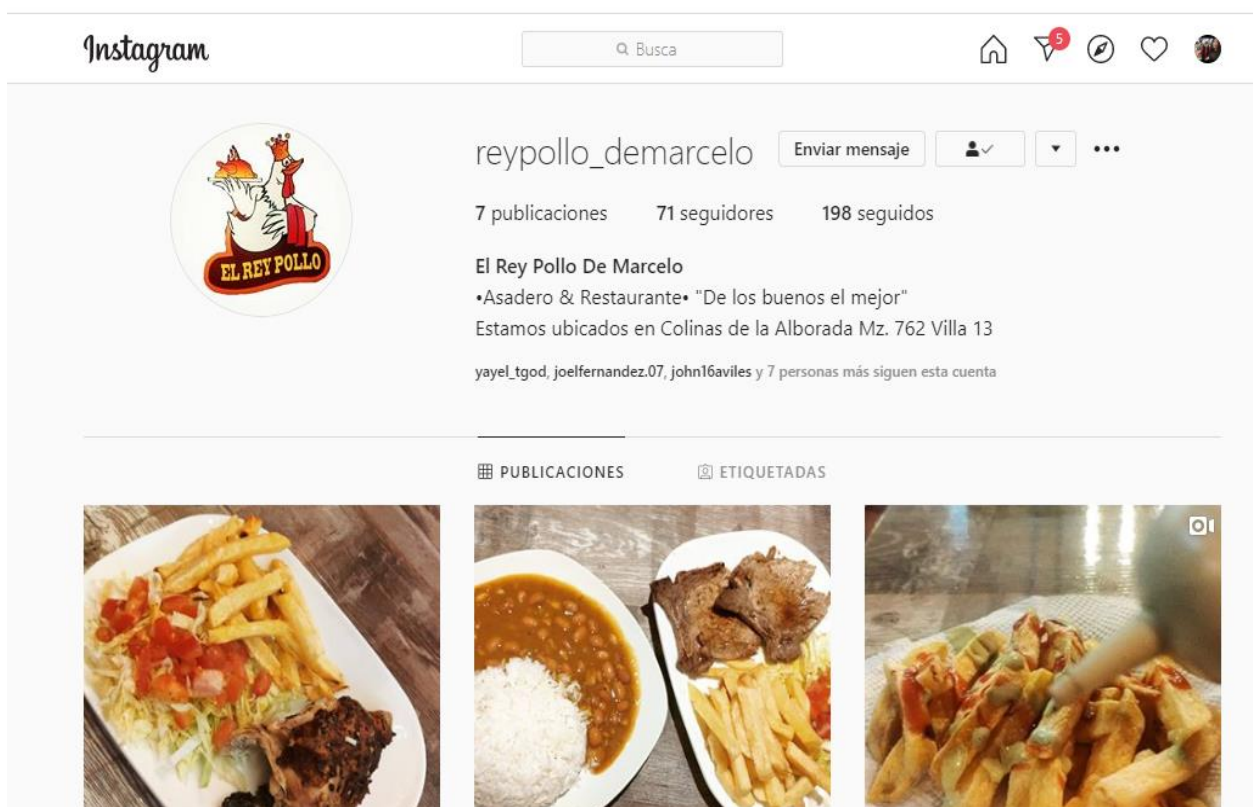 Instagram
Busca
5
EL REY POLLO
reypollo_demarcelo Enviar mensaje
7 publicaciones 71 seguidores 198 seguidos
El Rey Pollo De Marcelo
•Asadero & Restaurante• "De los buenos el mejor"
Estamos ubicados en Colinas de la Alborada Mz. 762 Villa 13
yayel_tgod, joelfernandez.07, john16aviles y 7 personas más siguen esta cuenta
PUBLICACIONES ETIQUETADAS